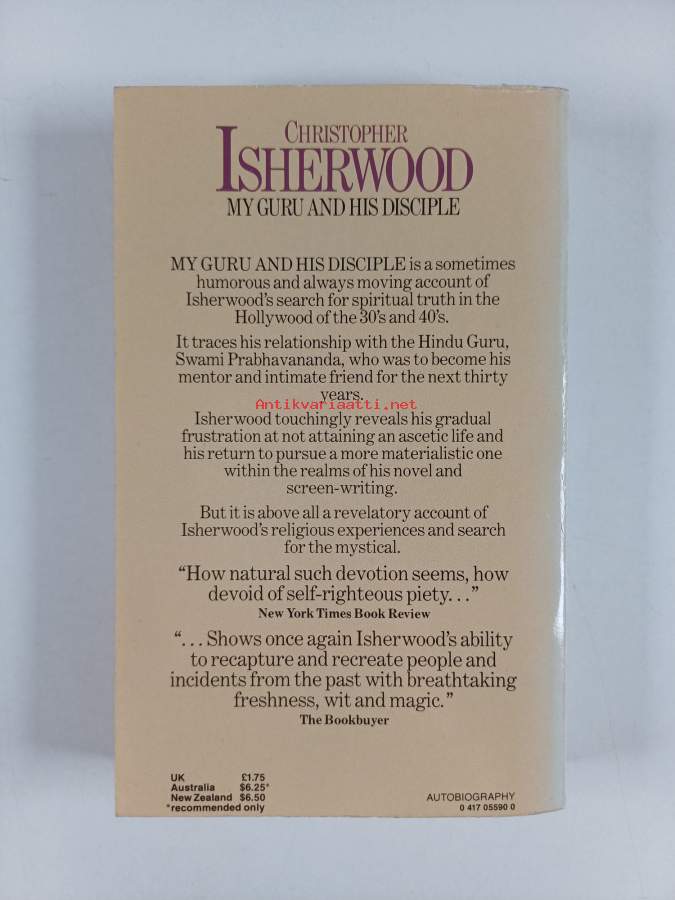 CHRISTOPHER
ISHERWOOD
MY GURU AND HIS DISCIPLE
MY GURU AND HIS DISCIPLE is a sometimes
humorous and always moving account of
Isherwood's search for spiritual truth in the
Hollywood of the 30's and 40's.
It traces his relationship with the Hindu Guru,
Swami Prabhavananda, who was to become his
mentor and intimate friend for the next thirty
years.
Antikvariaatti.net
Isherwood touchingly reveals his gradual
frustration at not attaining an ascetic life and
his return to pursue a more materialistic one
within the realms of his novel and
screen-writing.
But it is above all a revelatory account of
Isherwood's religious experiences and search
for the mystical.
“How natural such devotion seems, how
devoid of self-righteous piety...”
New York Times Book Review
“...Shows once again Isherwood's ability
to recapture and recreate people and
incidents from the past with breathtaking
freshness, wit and magic.”
The Bookbuyer
UK £1.75
Australia $6.25*
New Zealand $6.50
*recommended only
AUTOBIOGRAPHY
0 417 05590 0